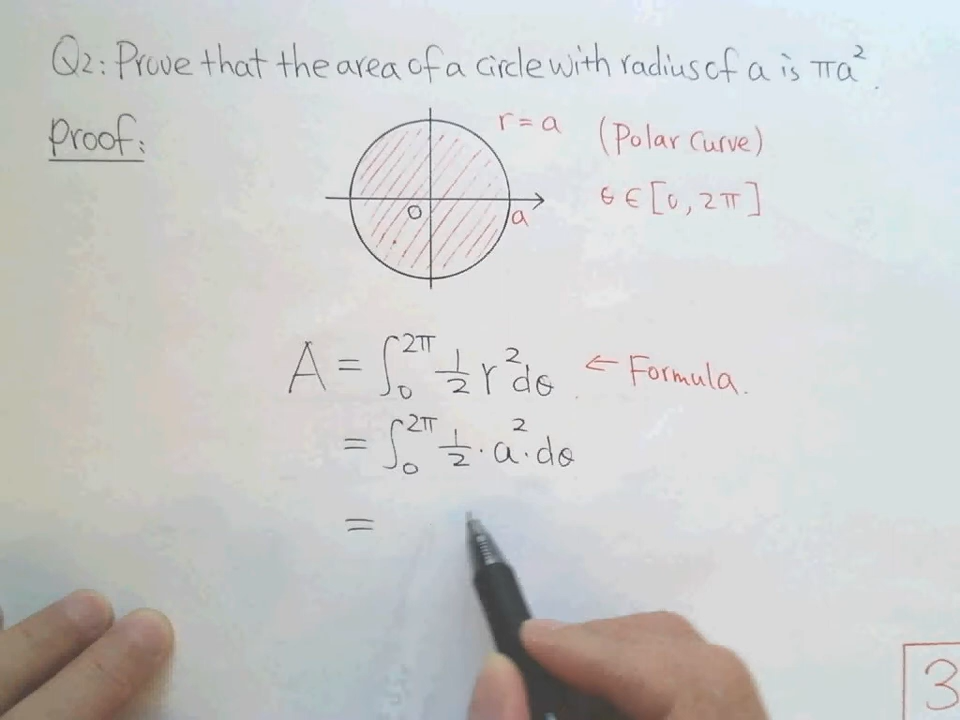 Q2: Prove that the area of a circle with radius of a is πa².
Proof:
r = a (Polar Curve)
θ ∈ [0, 2π]
O
a
A = ∫₀^2π 1/2 r² dθ ← Formula.
= ∫₀^2π 1/2 · a² · dθ
=
3